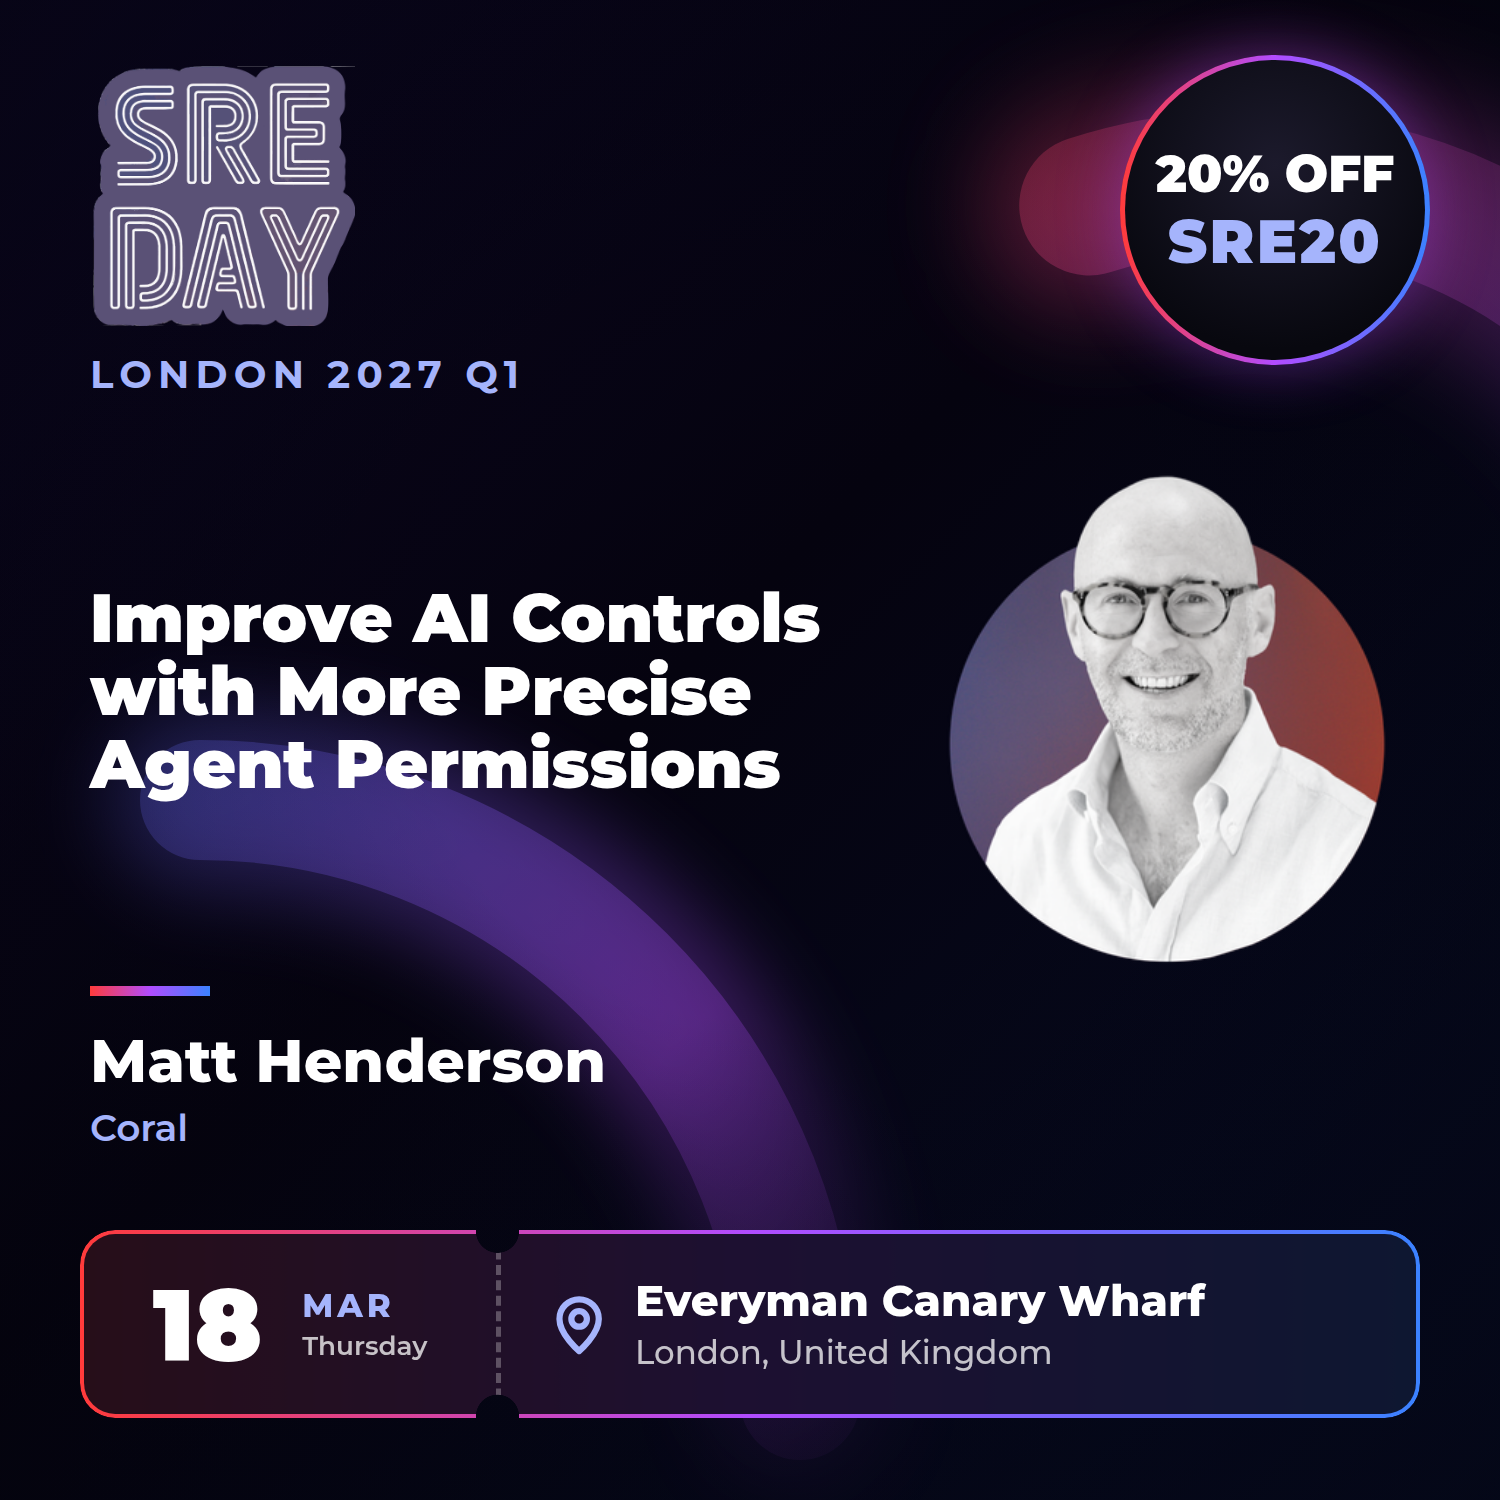 SRE
DAY
LONDON 2027 Q1
20% OFF
SRE20
Improve AI Controls
with More Precise
Agent Permissions
Matt Henderson
Coral
18
MAR
Thursday
Everyman Canary Wharf
London, United Kingdom